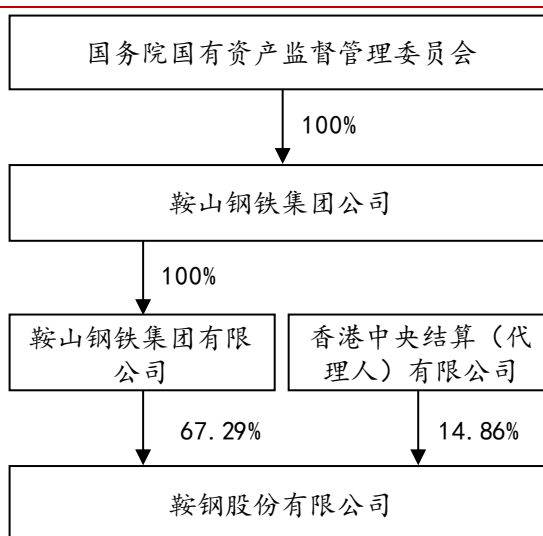 国务院国有资产监督管理委员会
100%
鞍山钢铁集团公司
100%
鞍山钢铁集团有限
公司
香港中央结算（代
理人）有限公司
67.29%
14.86%
鞍钢股份有限公司